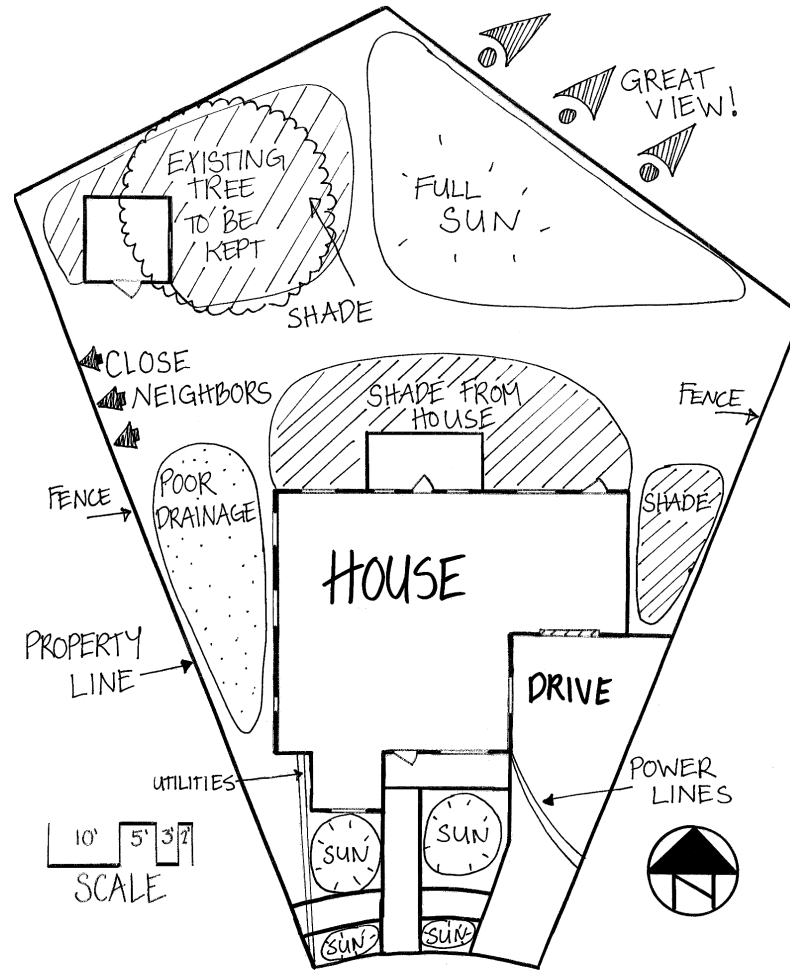 GREAT
VIEW!
EXISTING
TREE
TO BE
KEPT
FULL
SUN
SHADE
CLOSE
NEIGHBORS
SHADE FROM
HOUSE
FENCE
POOR
DRAINAGE
FENCE
SHADE
HOUSE
PROPERTY
LINE
DRIVE
UTILITIES
POWER
LINES
10' 5' 3' 2'
SCALE
SUN
SUN
SUN
SUN
N